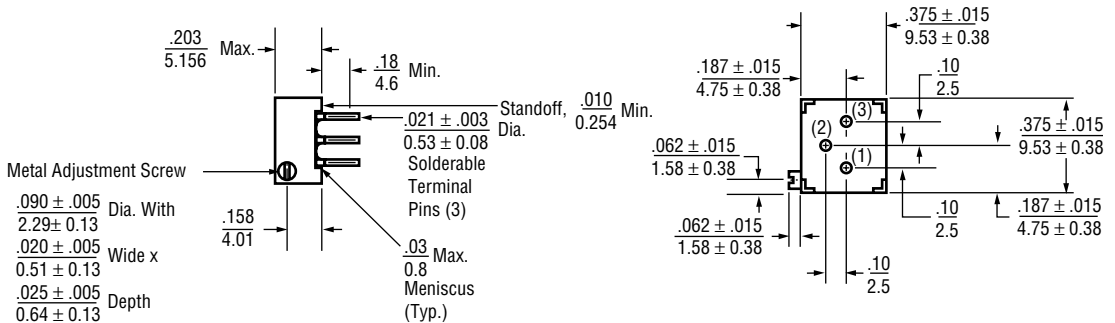 .203
5.156
Max.
.18
4.6
Min.
Standoff,
.010
0.254
Min.
.021 ± .003
0.53 ± 0.08
Dia.
Solderable
Terminal
Pins (3)
Metal Adjustment Screw
.090 ± .005
2.29± 0.13
Dia. With
.020 ± .005
0.51 ± 0.13
Wide x
.025 ± .005
0.64 ± 0.13
Depth
.158
4.01
.03
0.8
Max.
Meniscus
(Typ.)
.375 ± .015
9.53 ± 0.38
.187 ± .015
4.75 ± 0.38
.10
2.5
(3)
(2)
(1)
.375 ± .015
9.53 ± 0.38
.062 ± .015
1.58 ± 0.38
.062 ± .015
1.58 ± 0.38
.10
2.5
.187 ± .015
4.75 ± 0.38
.10
2.5